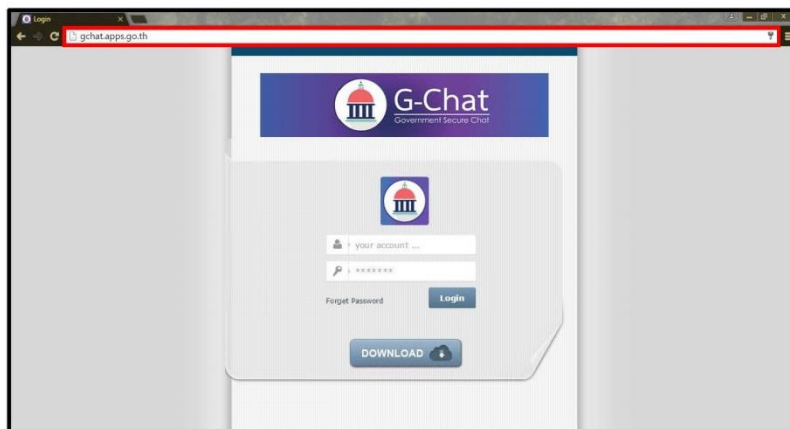 Login
gchat.apps.go.th
G-Chat
Government Secure Chat
your account ...
*******
Forget Password
Login
DOWNLOAD